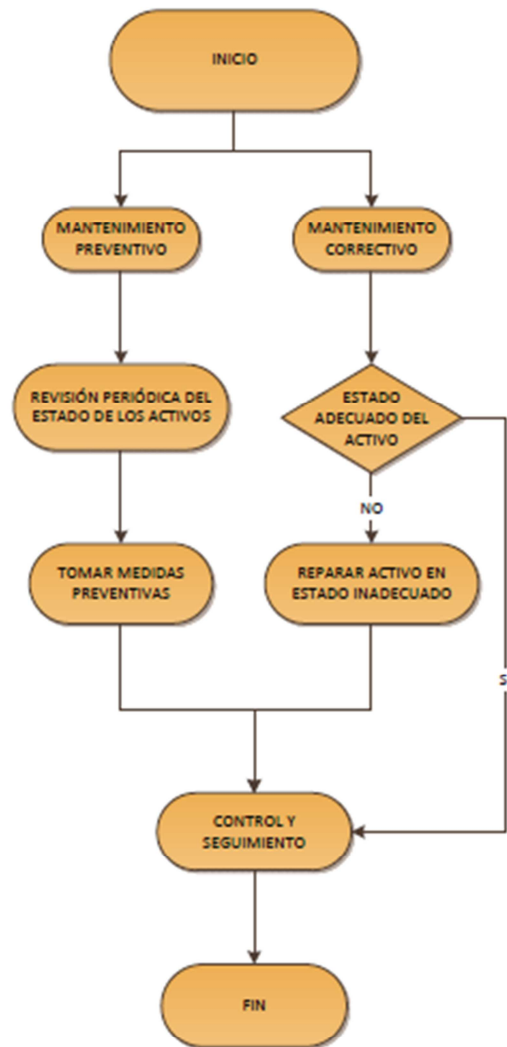 INICIO
MANTENIMIENTO
PREVENTIVO
MANTENIMIENTO
CORRECTIVO
REVISIÓN PERIÓDICA DEL
ESTADO DE LOS ACTIVOS
ESTADO
ADECUADO DEL
ACTIVO
NO
TOMAR MEDIDAS
PREVENTIVAS
REPARAR ACTIVO EN
ESTADO INADECUADO
S
CONTROL Y
SEGUIMIENTO
FIN